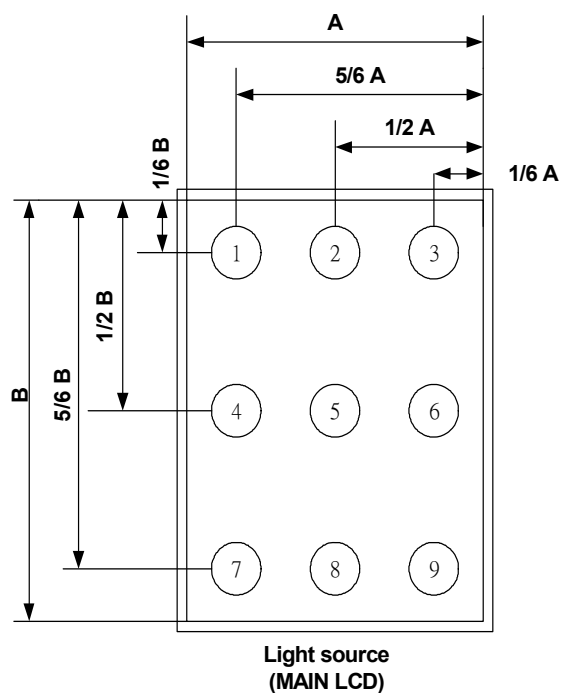 A
5/6 A
1/2 A
1/6 A
1/6 B
1/2 B
5/6 B
B
1 2 3
4 5 6
7 8 9
Light source
(MAIN LCD)